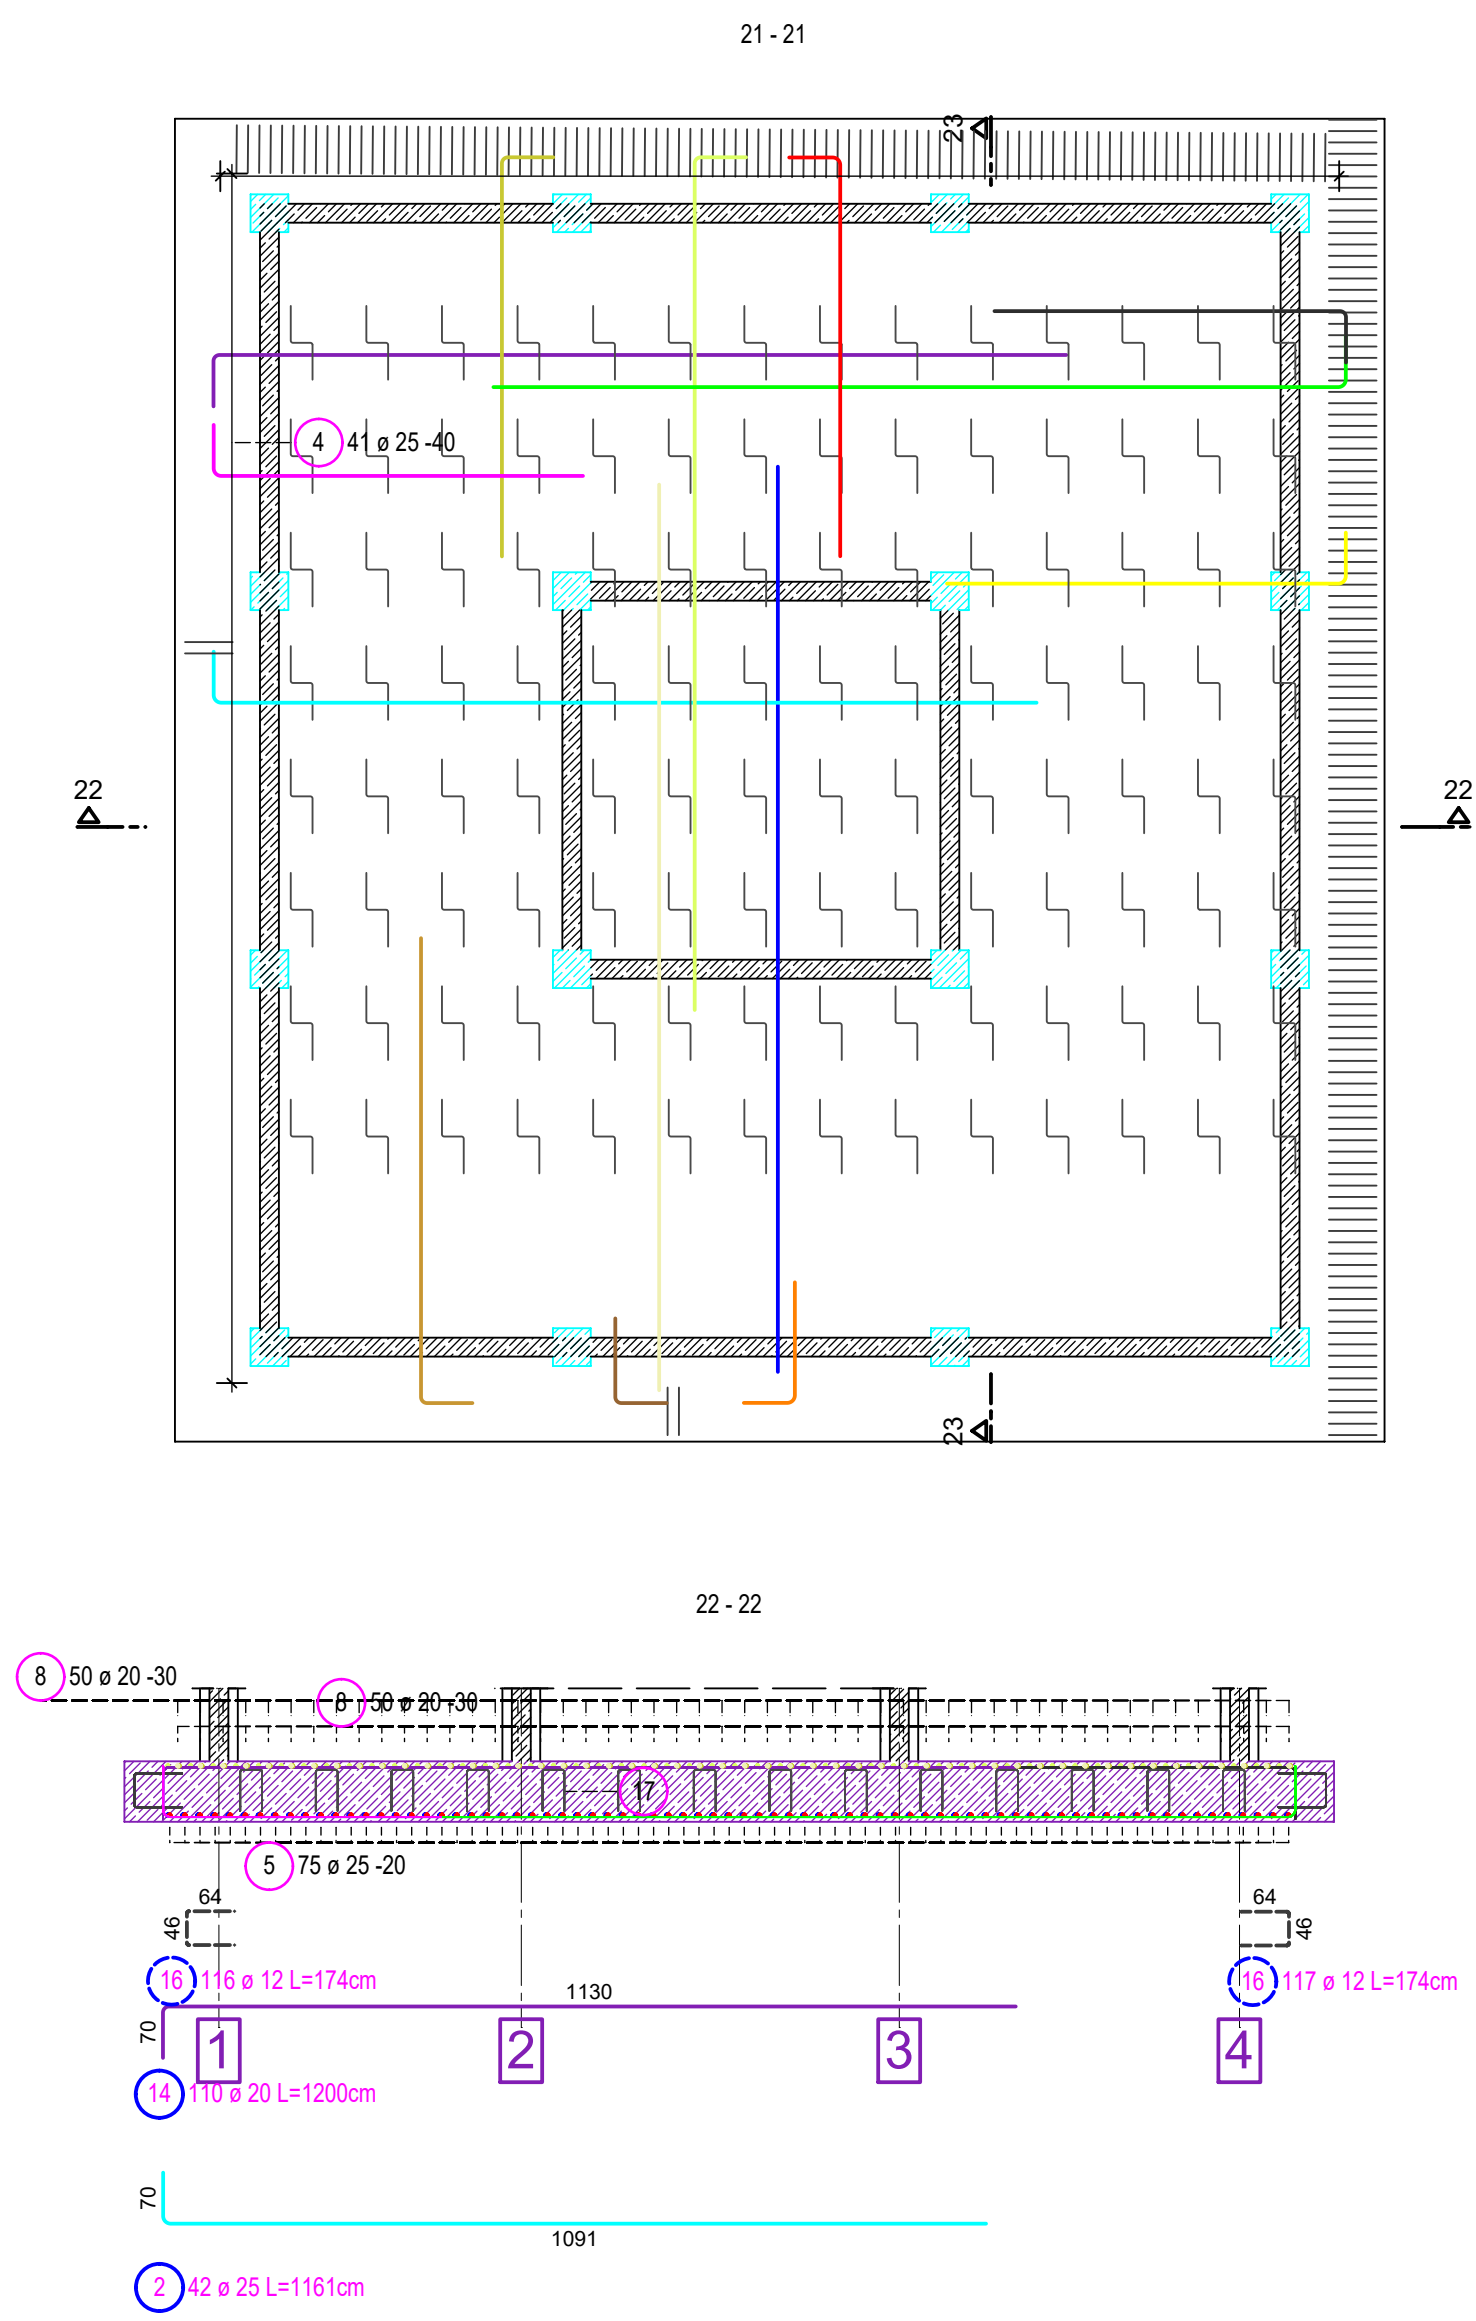 21 - 21
23
4 41 ø 25 -40
22 22
23
22 - 22
8 50 ø 20 -30
8 50 ø 20 -30
17
5 75 ø 25 -20
64 64
46 46
16 116 ø 12 L=174cm 16 117 ø 12 L=174cm
1130
70
1 2 3 4
14 110 ø 20 L=1200cm
70
1091
2 42 ø 25 L=1161cm